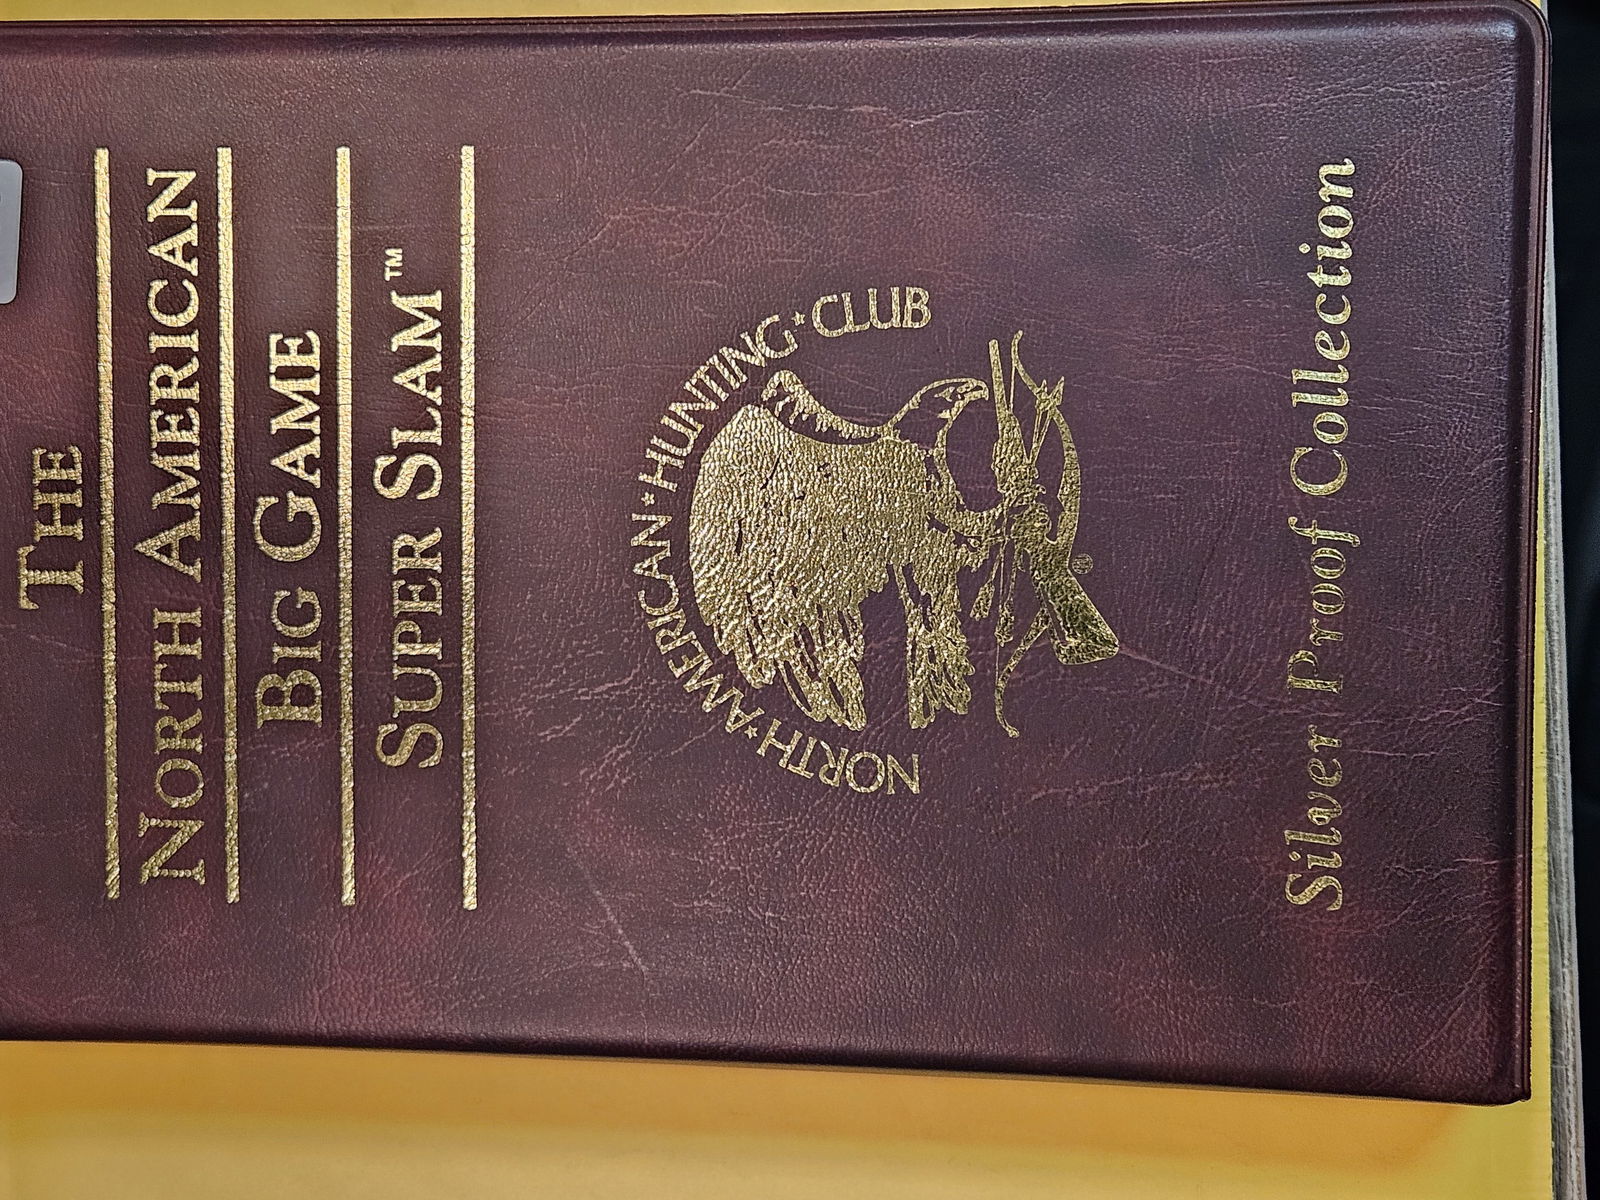 THE
NORTH AMERICAN
BIG GAME
SUPER SLAM™
NORTH★AMERICAN★HUNTING★CLUB
®
Silver Proof Collection